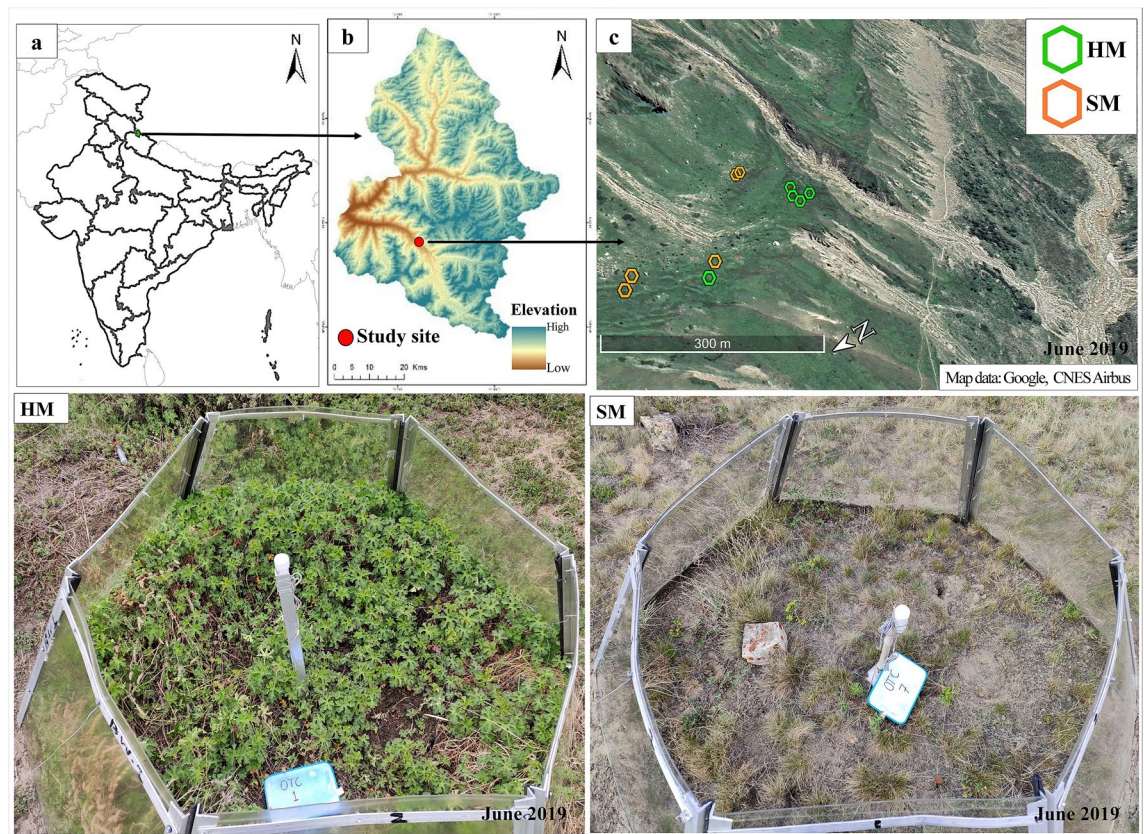 a
N
b
N
Elevation
High
Low
Study site
0 5 10 20 Kms
c
HM
SM
300 m
N
June 2019
Map data: Google, CNES Airbus
HM
OTC
1
June 2019
SM
OTC
7
June 2019